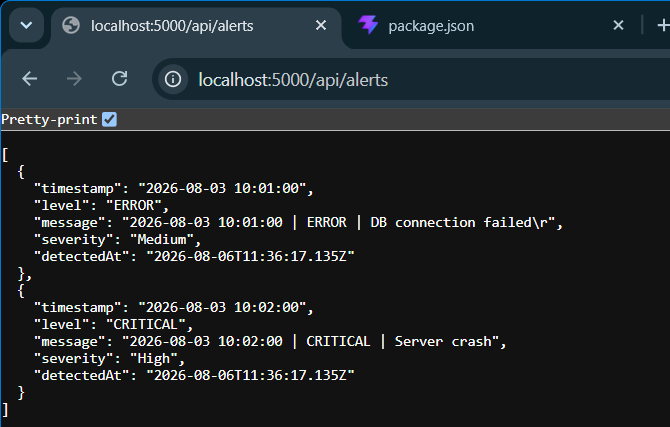 localhost:5000/api/alerts
package.json
localhost:5000/api/alerts
Pretty-print
[
  {
    "timestamp": "2026-08-03 10:01:00",
    "level": "ERROR",
    "message": "2026-08-03 10:01:00 | ERROR | DB connection failed\r",
    "severity": "Medium",
    "detectedAt": "2026-08-06T11:36:17.135Z"
  },
  {
    "timestamp": "2026-08-03 10:02:00",
    "level": "CRITICAL",
    "message": "2026-08-03 10:02:00 | CRITICAL | Server crash",
    "severity": "High",
    "detectedAt": "2026-08-06T11:36:17.135Z"
  }
]